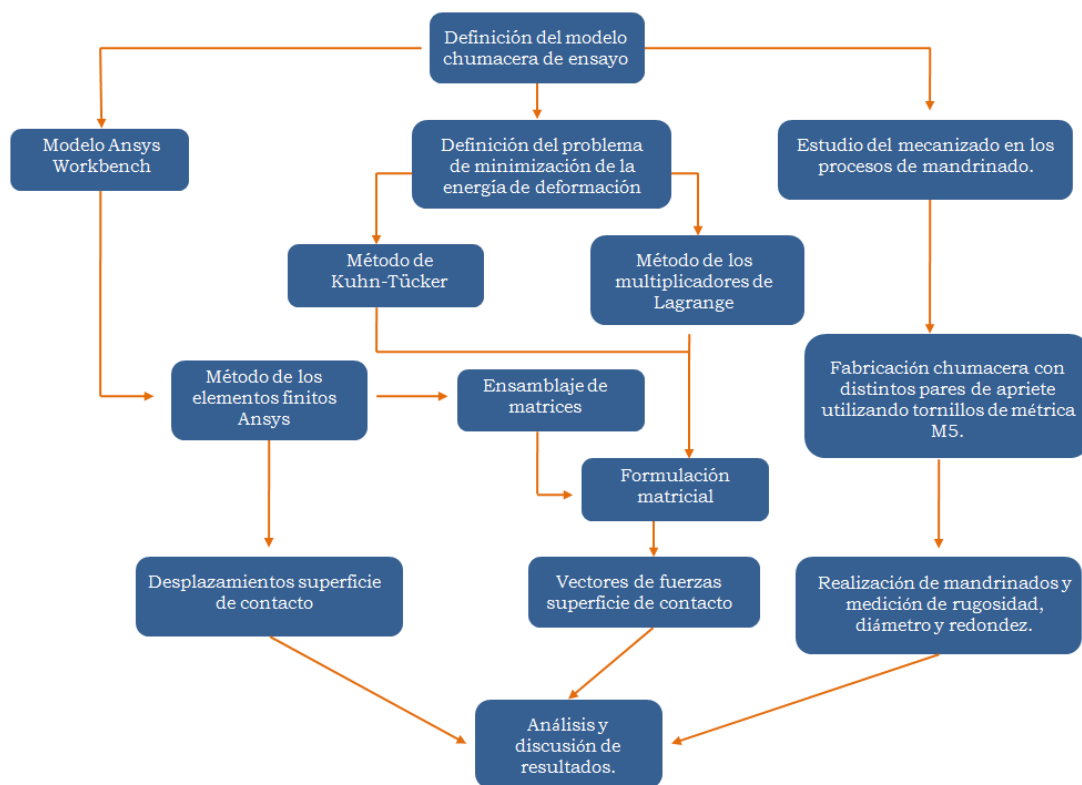 Definición del modelo
chumacera de ensayo
Modelo Ansys
Workbench
Definición del problema
de minimización de la
energía de deformación
Estudio del mecanizado en los
procesos de mandrinado.
Método de
Kuhn-Tücker
Método de los
multiplicadores de
Lagrange
Método de los
elementos finitos
Ansys
Ensamblaje de
matrices
Fabricación chumacera con
distintos pares de apriete
utilizando tornillos de métrica
M5.
Formulación
matricial
Desplazamientos superficie
de contacto
Vectores de fuerzas
superficie de contacto
Realización de mandrinados y
medición de rugosidad,
diámetro y redondez.
Análisis y
discusión de
resultados.